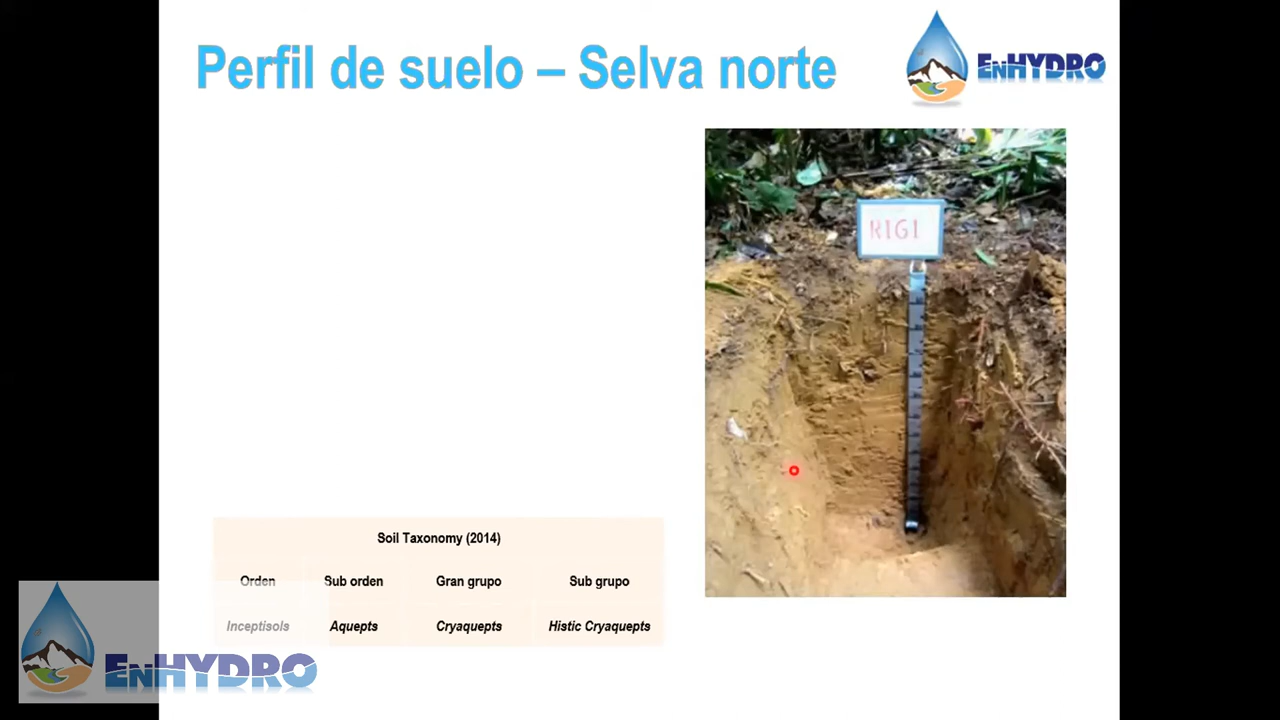 Perfil de suelo – Selva norte
ENHYDRO
R1G1
Soil Taxonomy (2014)
Orden Sub orden Gran grupo Sub grupo
Inceptisols Aquepts Cryaquepts Histic Cryaquepts
ENHYDRO